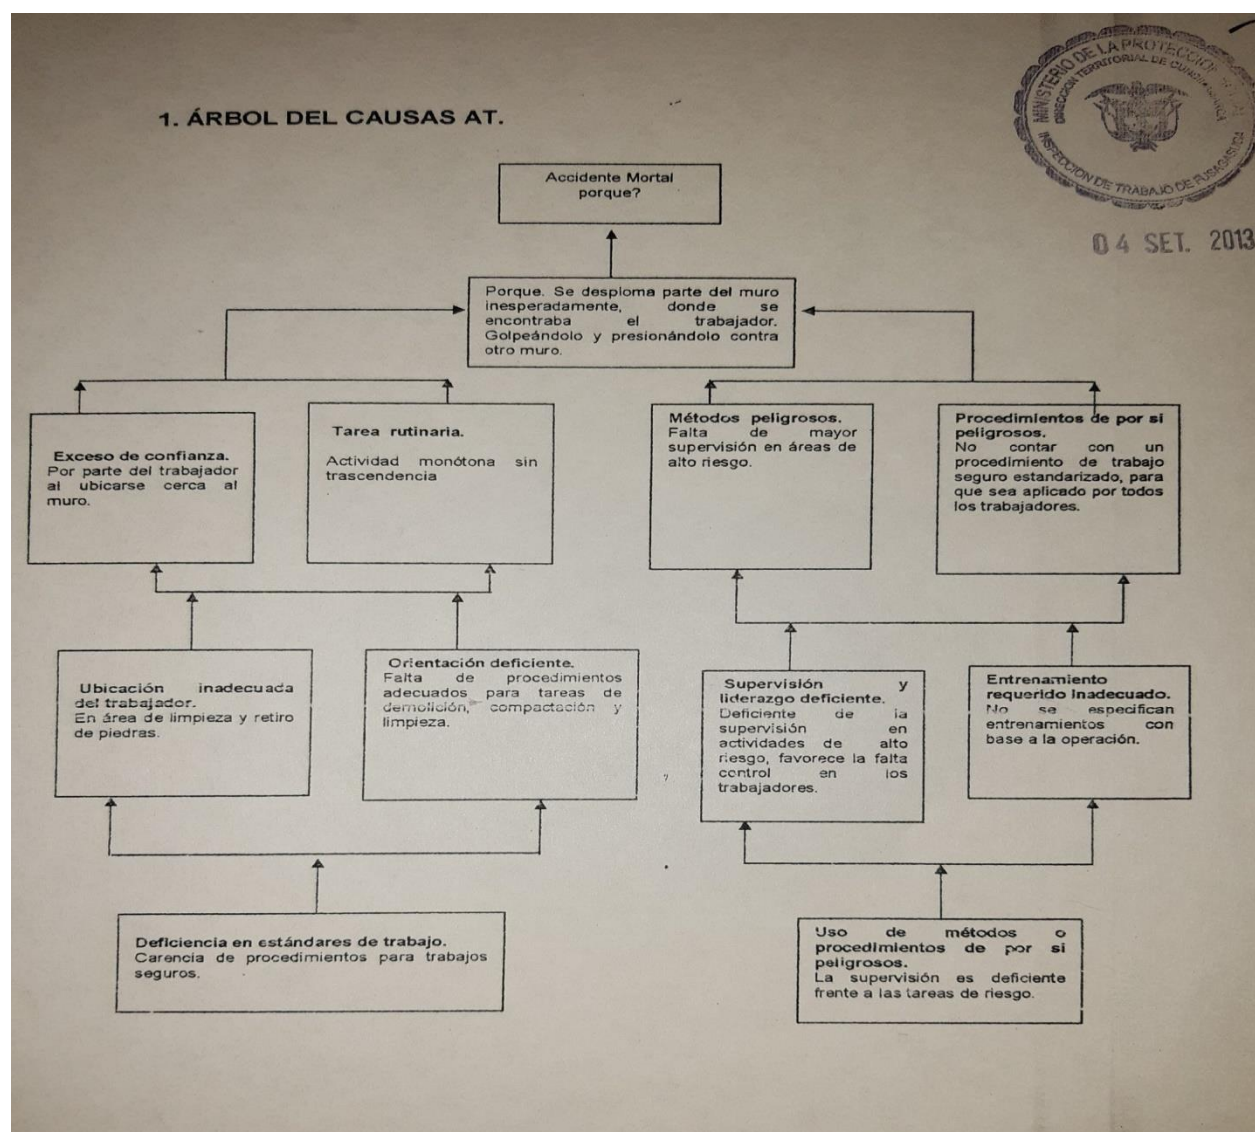 MINISTERIO DE LA PROTECCION
DIRECCION TERRITORIAL DE CUNDINAMARCA
INSPECCION DE TRABAJO DE FUSAGASUGA
04 SET. 2013
1. ÁRBOL DEL CAUSAS AT.
Accidente Mortal
porque?
Porque. Se desploma parte del muro
inesperadamente, donde se
encontraba el trabajador.
Golpeándolo y presionándolo contra
otro muro.
Exceso de confianza.
Por parte del trabajador
al ubicarse cerca al
muro.
Tarea rutinaria.
Actividad monótona sin
trascendencia
Métodos peligrosos.
Falta de mayor
supervisión en áreas de
alto riesgo.
Procedimientos de por si
peligrosos.
No contar con un
procedimiento de trabajo
seguro estandarizado, para
que sea aplicado por todos
los trabajadores.
Ubicación inadecuada
del trabajador.
En área de limpieza y retiro
de piedras.
Orientación deficiente.
Falta de procedimientos
adecuados para tareas de
demolición, compactación y
limpieza.
Supervisión y
liderazgo deficiente.
Deficiente de la
supervisión en
actividades de alto
riesgo, favorece la falta
control en los
trabajadores.
Entrenamiento
requerido inadecuado.
No se especifican
entrenamientos con
base a la operación.
Deficiencia en estándares de trabajo.
Carencia de procedimientos para trabajos
seguros.
Uso de métodos o
procedimientos de por si
peligrosos.
La supervisión es deficiente
frente a las tareas de riesgo.